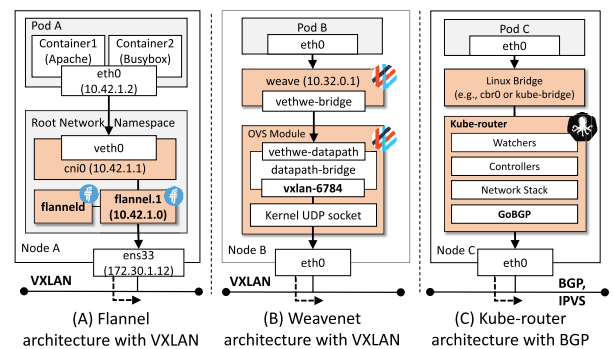 Pod A
Container1
(Apache)
Container2
(Busybox)
eth0
(10.42.1.2)
Root Network Namespace
veth0
cni0 (10.42.1.1)
flanneld
flannel.1
(10.42.1.0)
Node A
ens33
(172.30.1.12)
VXLAN
(A) Flannel
architecture with VXLAN
Pod B
eth0
weave (10.32.0.1)
vethwe-bridge
OVS Module
vethwe-datapath
datapath-bridge
vxlan-6784
Kernel UDP socket
Node B
eth0
VXLAN
(B) Weavenet
architecture with VXLAN
Pod C
eth0
Linux Bridge
(e.g., cbr0 or kube-bridge)
Kube-router
Watchers
Controllers
Network Stack
GoBGP
Node C
eth0
BGP,
IPVS
(C) Kube-router
architecture with BGP